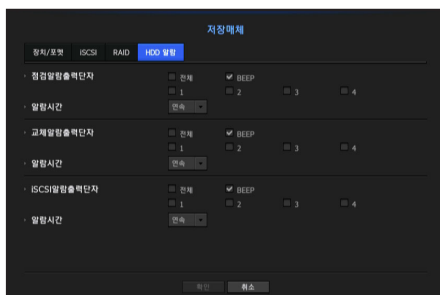 저장매체
장치/포맷 iSCSI RAID HDD 알람
점검알람출력단자 전체 BEEP
1 2 3 4
알람시간 연속
교체알람출력단자 전체 BEEP
1 2 3 4
알람시간 연속
iSCSI알람출력단자 전체 BEEP
1 2 3 4
알람시간 연속
확인 취소